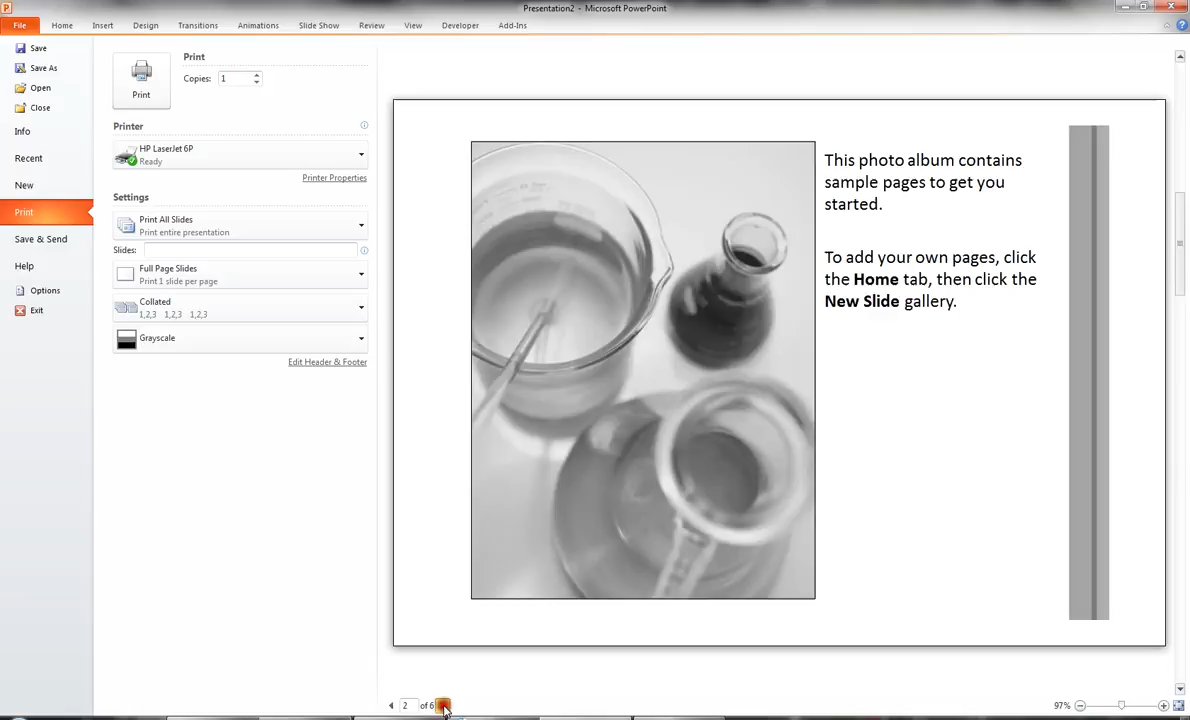 Presentation2 - Microsoft PowerPoint
File Home Insert Design Transitions Animations Slide Show Review View Developer Add-Ins
Save
Save As
Open
Close
Info
Recent
New
Print
Save & Send
Help
Options
Exit
Print
Print
Copies: 1
Printer
HP LaserJet 6P
Ready
Printer Properties
Settings
Print All Slides
Print entire presentation
Slides:
Full Page Slides
Print 1 slide per page
Collated
1,2,3 1,2,3 1,2,3
Grayscale
Edit Header & Footer
This photo album contains
sample pages to get you
started.
To add your own pages, click
the Home tab, then click the
New Slide gallery.
2 of 6
97%